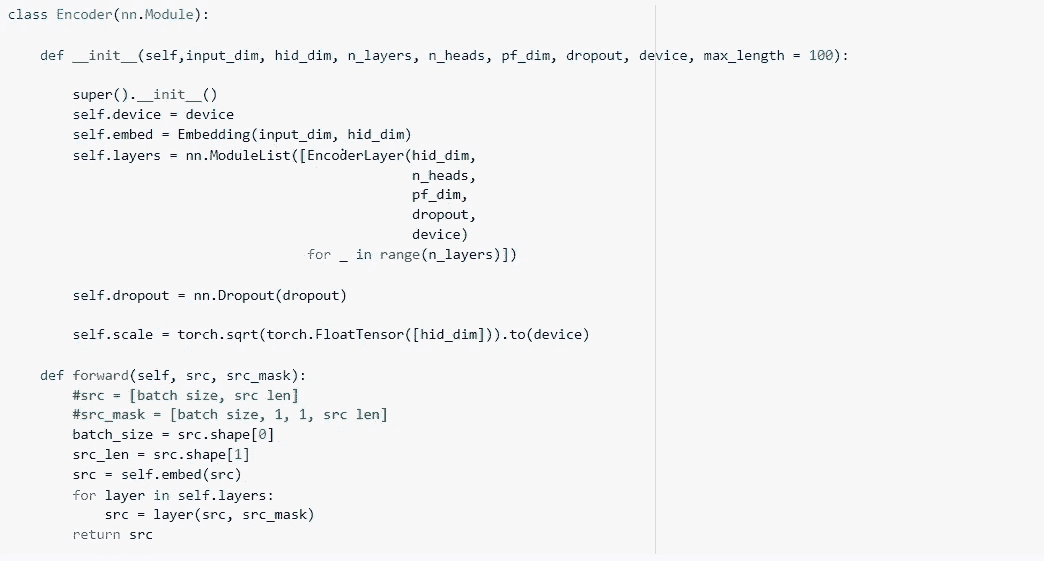 class Encoder(nn.Module):
def __init__(self,input_dim, hid_dim, n_layers, n_heads, pf_dim, dropout, device, max_length = 100):
super().__init__()
self.device = device
self.embed = Embedding(input_dim, hid_dim)
self.layers = nn.ModuleList([EncoderLayer(hid_dim,
n_heads,
pf_dim,
dropout,
device)
for _ in range(n_layers)])
self.dropout = nn.Dropout(dropout)
self.scale = torch.sqrt(torch.FloatTensor([hid_dim])).to(device)
def forward(self, src, src_mask):
#src = [batch size, src len]
#src_mask = [batch size, 1, 1, src len]
batch_size = src.shape[0]
src_len = src.shape[1]
src = self.embed(src)
for layer in self.layers:
src = layer(src, src_mask)
return src